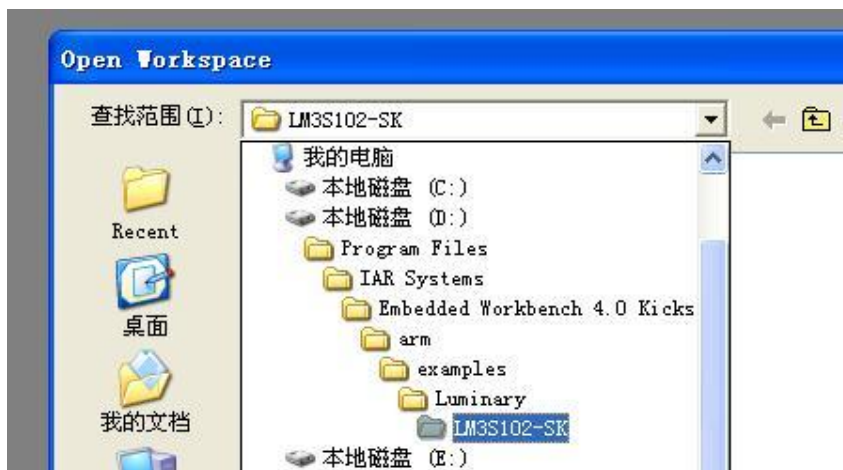 Open Workspace
查找范围(I):
LM3S102-SK
我的电脑
本地磁盘 (C:)
本地磁盘 (D:)
Program Files
IAR Systems
Embedded Workbench 4.0 Kicks
arm
examples
Luminary
LM3S102-SK
本地磁盘 (E:)
Recent
桌面
我的文档